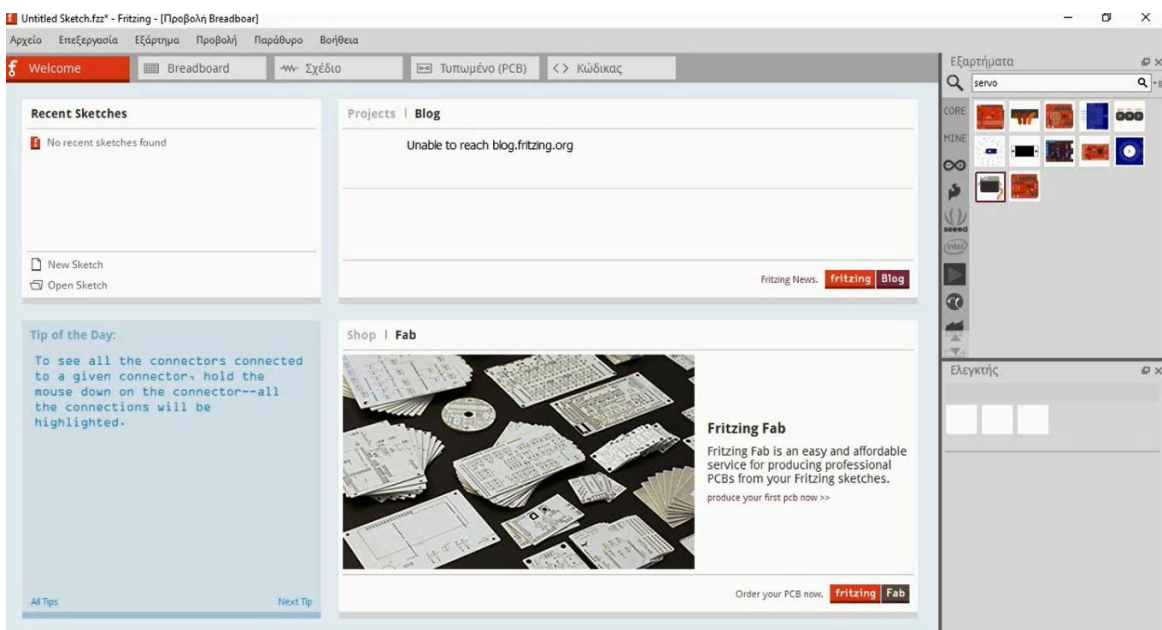 Untitled Sketch.fzz* - Fritzing - [Προβολή Breadboar]
Αρχείο Επεξεργασία Εξάρτημα Προβολή Παράθυρο Βοήθεια
Welcome Breadboard Σχέδιο Τυπωμένο (PCB) Κώδικας
Recent Sketches
No recent sketches found
New Sketch
Open Sketch
Projects | Blog
Unable to reach blog.fritzing.org
Fritzing News. fritzing Blog
Tip of the Day:
To see all the connectors connected
to a given connector, hold the
mouse down on the connector--all
the connections will be
highlighted.
All Tips Next Tip
Shop | Fab
Fritzing Fab
Fritzing Fab is an easy and affordable
service for producing professional
PCBs from your Fritzing sketches.
produce your first pcb now >>
Order your PCB now. fritzing Fab
Εξαρτήματα
servo
CORE
MINE
seeed
intel
Ελεγκτής